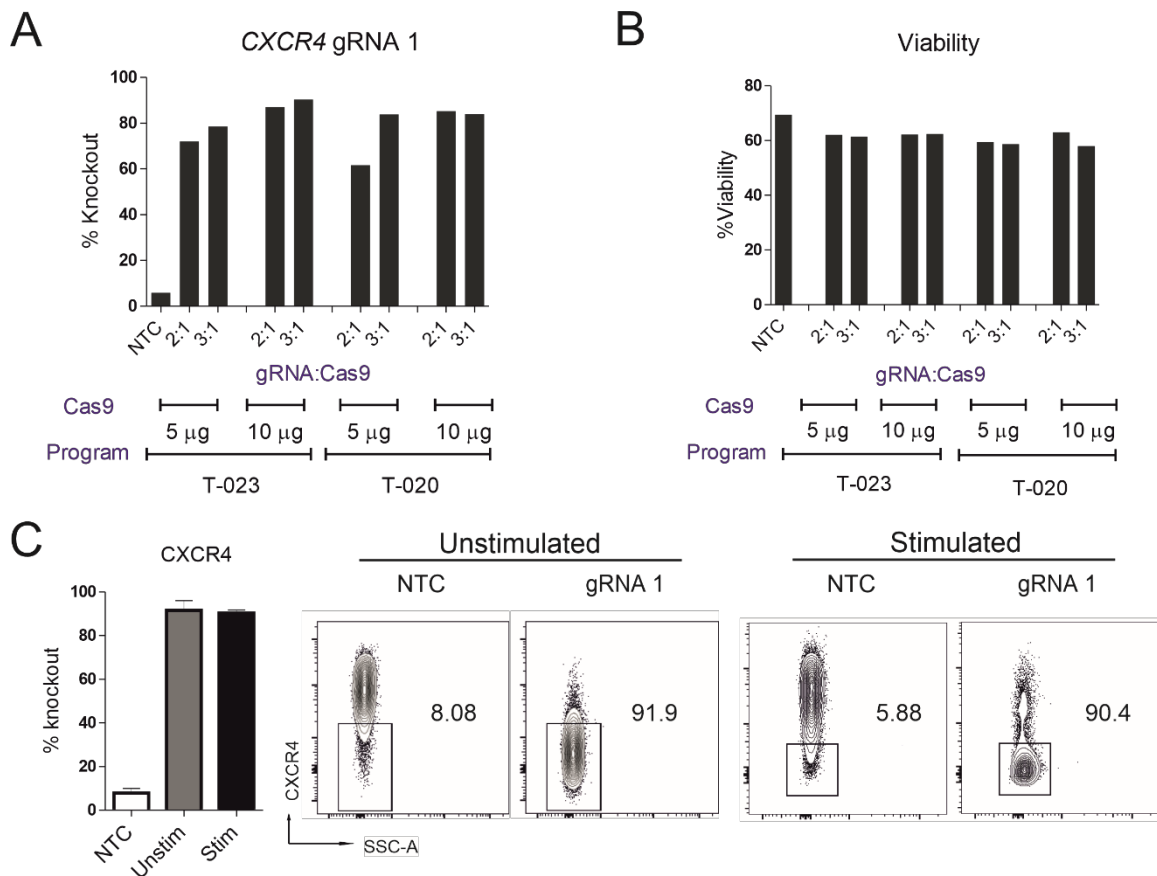 A
CXCR4 gRNA 1
% Knockout
100
80
60
40
20
0
NTC
2:1
3:1
2:1
3:1
2:1
3:1
2:1
3:1
gRNA:Cas9
Cas9
5 μg
10 μg
5 μg
10 μg
Program
T-023
T-020
B
Viability
%Viability
80
60
40
20
0
NTC
2:1
3:1
2:1
3:1
2:1
3:1
2:1
3:1
gRNA:Cas9
Cas9
5 μg
10 μg
5 μg
10 μg
Program
T-023
T-020
C
CXCR4
% knockout
100
80
60
40
20
0
NTC
Unstim
Stim
Unstimulated
NTC
gRNA 1
8.08
91.9
CXCR4
SSC-A
Stimulated
NTC
gRNA 1
5.88
90.4